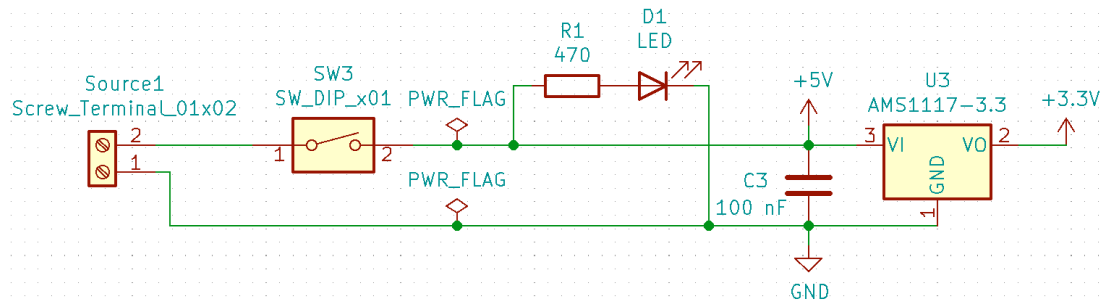 Source1
Screw_Terminal_01x02
2
1
SW3
SW_DIP_x01
1
2
PWR_FLAG
PWR_FLAG
R1
470
D1
LED
+5V
C3
100 nF
GND
U3
AMS1117-3.3
3
VI
VO
2
GND
1
+3.3V